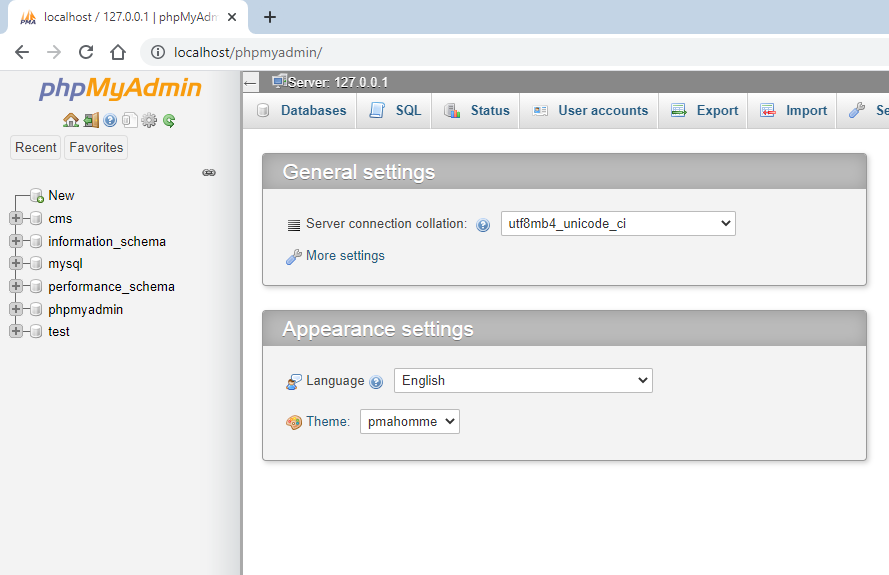 PMA
localhost / 127.0.0.1 | phpMyAdm
localhost/phpmyadmin/
phpMyAdmin
Recent
Favorites
New
cms
information_schema
mysql
performance_schema
phpmyadmin
test
Server: 127.0.0.1
Databases
SQL
Status
User accounts
Export
Import
Se
General settings
Server connection collation:
utf8mb4_unicode_ci
More settings
Appearance settings
Language
English
Theme:
pmahomme